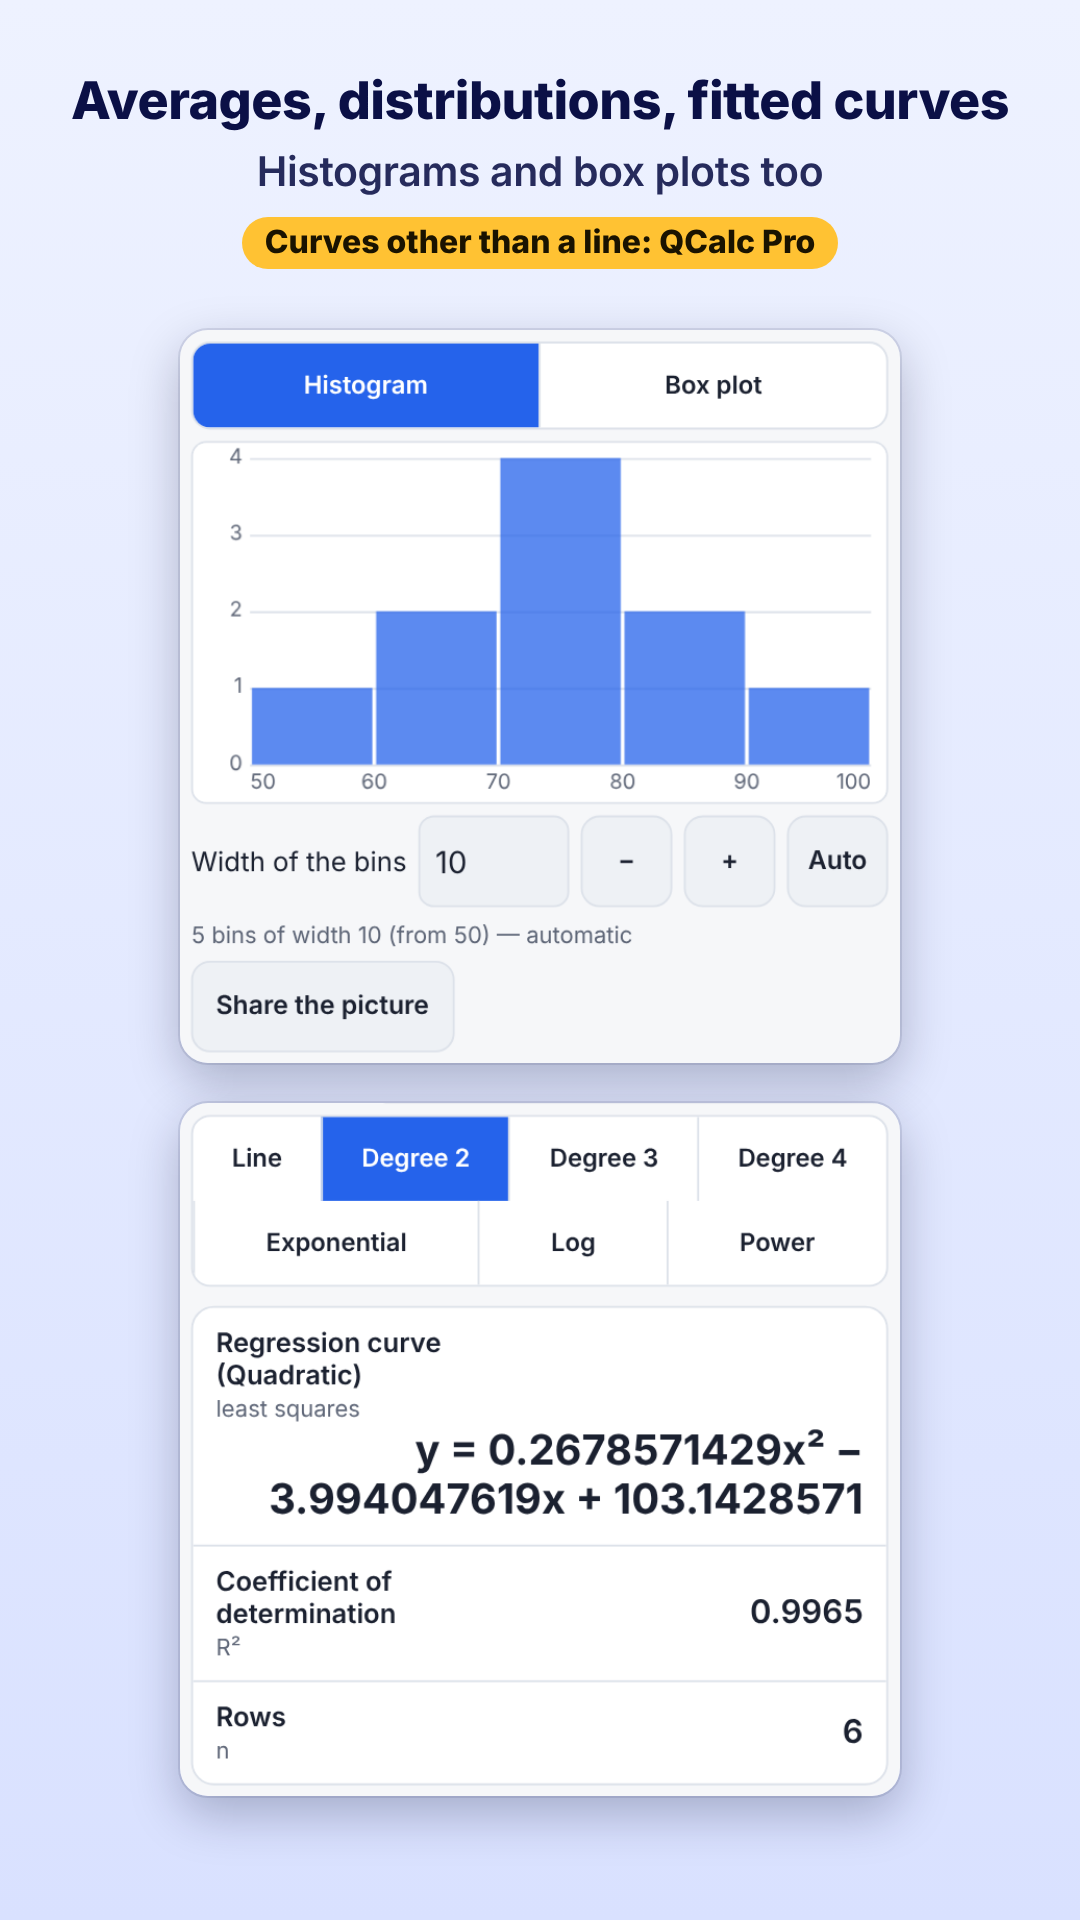 Averages, distributions, fitted curves
Histograms and box plots too
Curves other than a line: QCalc Pro
Histogram
Box plot
4
3
2
1
0
50
60
70
80
90
100
Width of the bins
10
−
+
Auto
5 bins of width 10 (from 50) — automatic
Share the picture
Line
Degree 2
Degree 3
Degree 4
Exponential
Log
Power
Regression curve
(Quadratic)
least squares
y = 0.2678571429x² −
3.994047619x + 103.1428571
Coefficient of
determination
R²
0.9965
Rows
n
6